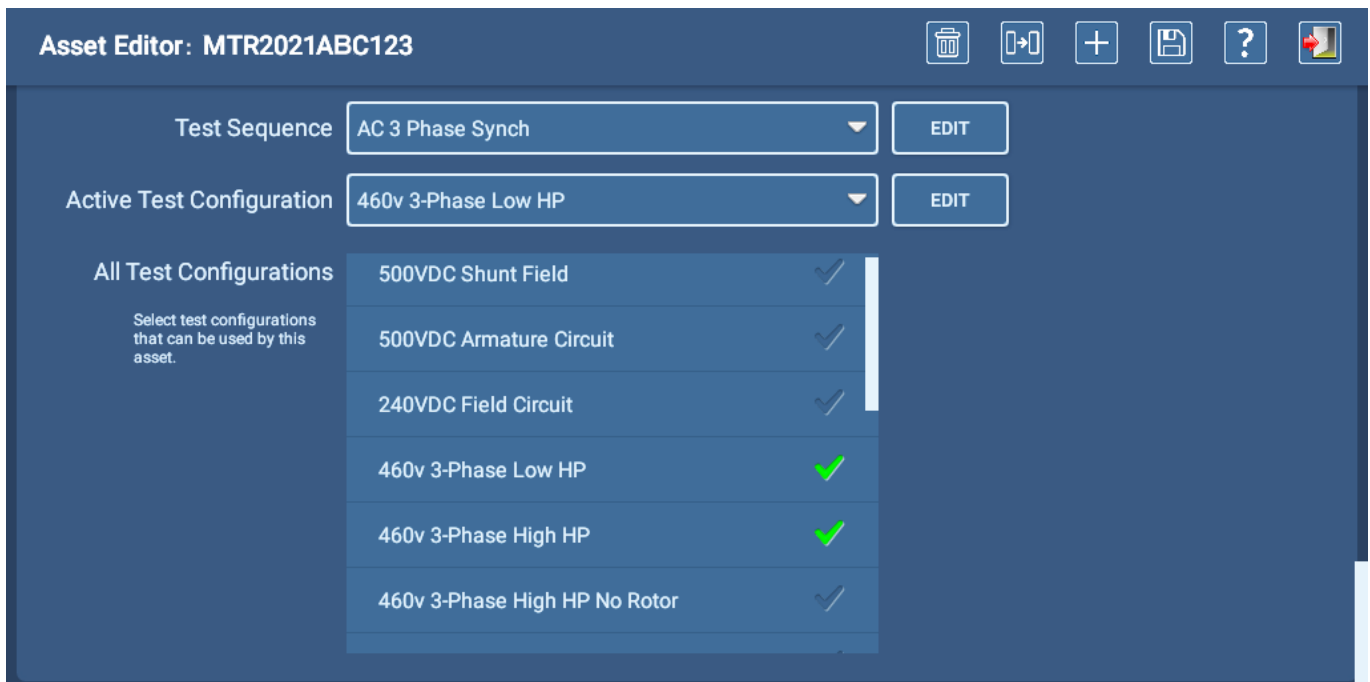 Asset Editor: MTR2021ABC123
?
Test Sequence
AC 3 Phase Synch
EDIT
Active Test Configuration
460v 3-Phase Low HP
EDIT
All Test Configurations
Select test configurations
that can be used by this
asset.
500VDC Shunt Field
500VDC Armature Circuit
240VDC Field Circuit
460v 3-Phase Low HP
460v 3-Phase High HP
460v 3-Phase High HP No Rotor